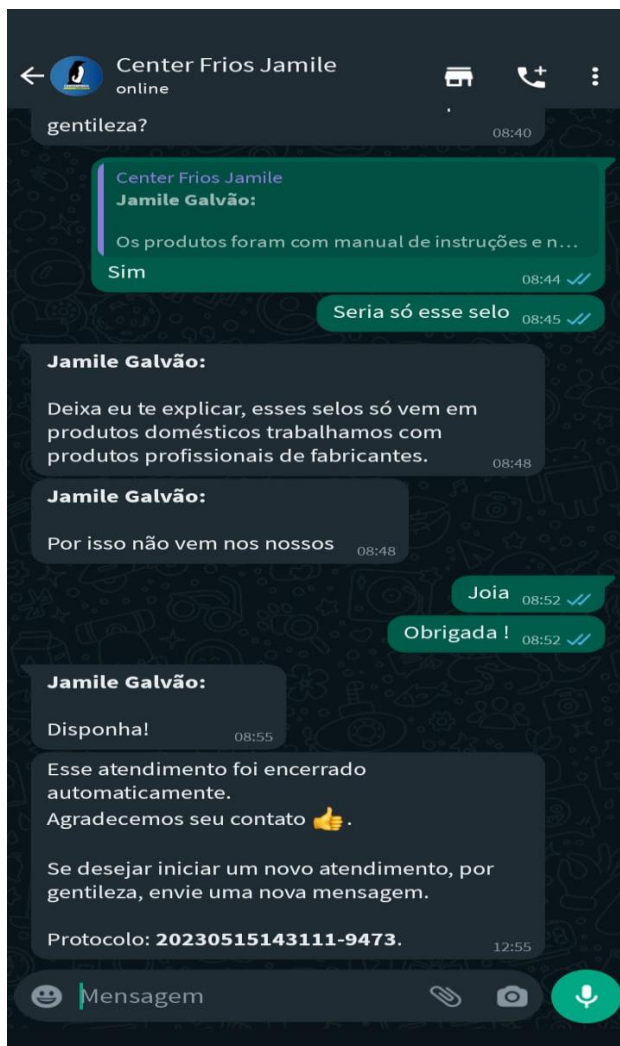 Center Frios Jamile
online
gentileza?
08:40
Center Frios Jamile
Jamile Galvão:
Os produtos foram com manual de instruções e n...
Sim
08:44
Seria só esse selo 08:45
Jamile Galvão:
Deixa eu te explicar, esses selos só vem em
produtos domésticos trabalhamos com
produtos profissionais de fabricantes.
08:48
Jamile Galvão:
Por isso não vem nos nossos 08:48
Joia 08:52
Obrigada ! 08:52
Jamile Galvão:
Disponha!
08:55
Esse atendimento foi encerrado
automaticamente.
Agradecemos seu contato 👍.
Se desejar iniciar um novo atendimento, por
gentileza, envie uma nova mensagem.
Protocolo: 20230515143111-9473.
12:55
Mensagem